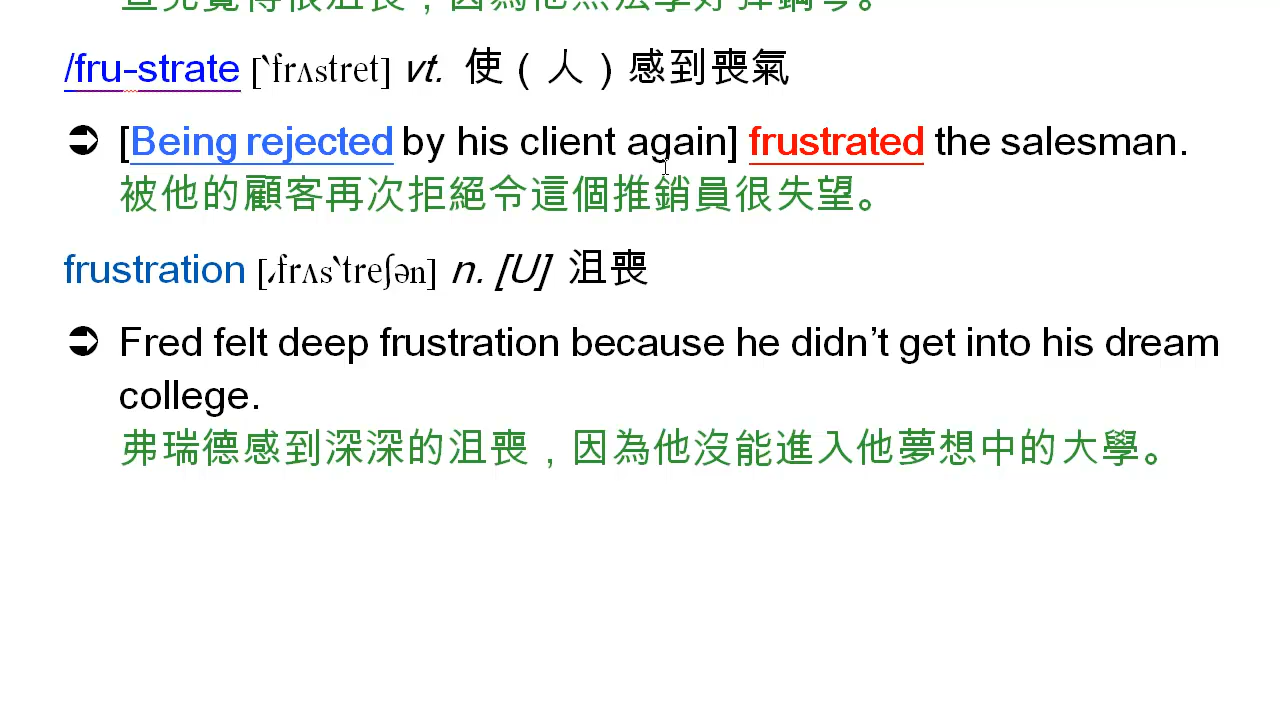 /fru-strate [ˋfrʌstret] vt. 使（人）感到喪氣
➲ [Being rejected by his client again] frustrated the salesman.
被他的顧客再次拒絕令這個推銷員很失望。
frustration [ˏfrʌsˋtreʃən] n. [U] 沮喪
➲ Fred felt deep frustration because he didn’t get into his dream
college.
弗瑞德感到深深的沮喪，因為他沒能進入他夢想中的大學。